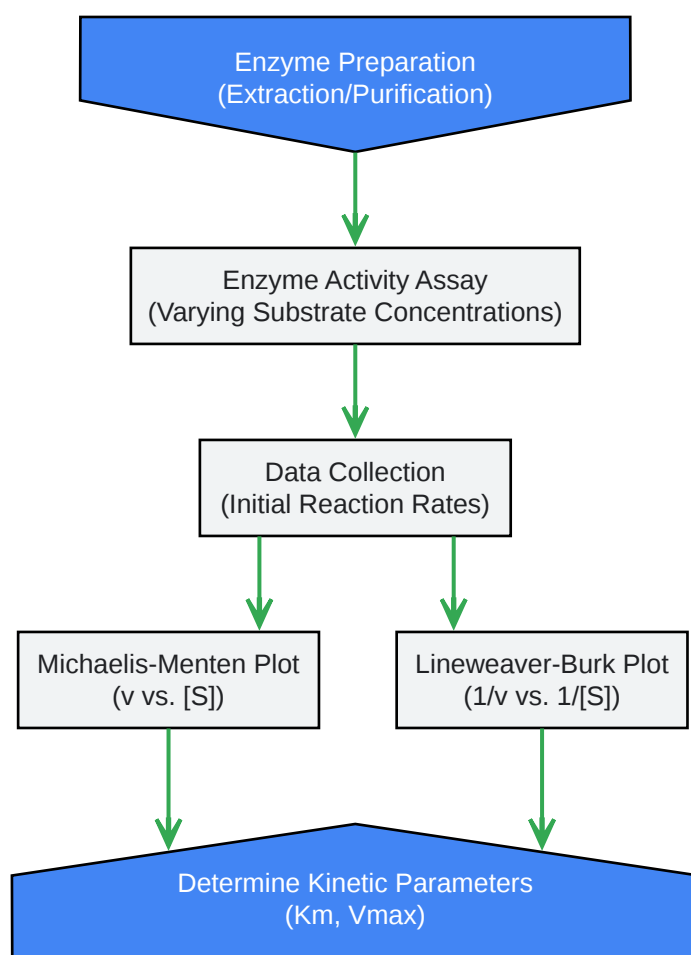 Enzyme Preparation
(Extraction/Purification)
Enzyme Activity Assay
(Varying Substrate Concentrations)
Data Collection
(Initial Reaction Rates)
Michaelis-Menten Plot
(v vs. [S])
Lineweaver-Burk Plot
(1/v vs. 1/[S])
Determine Kinetic Parameters
(Km, Vmax)